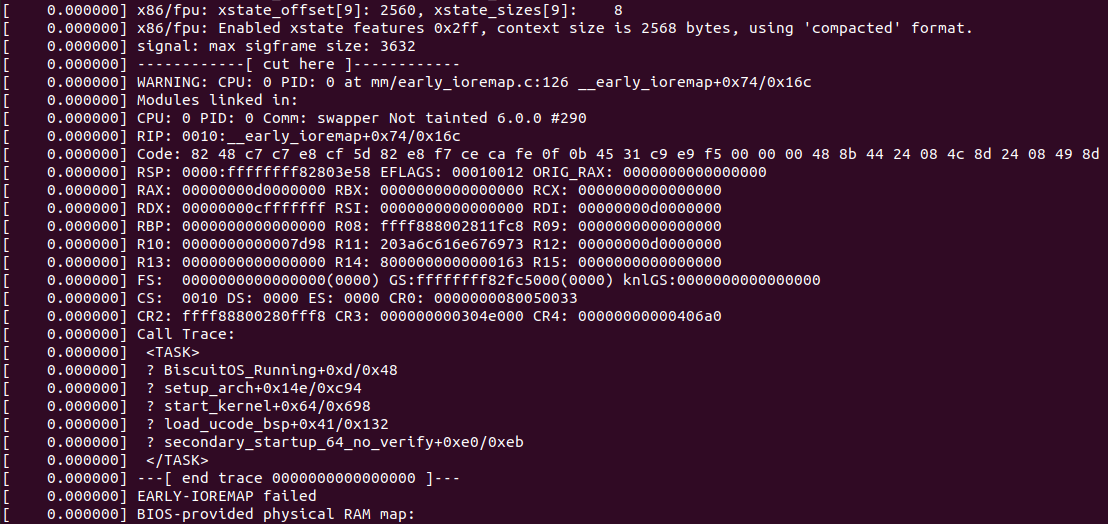 [    0.000000] x86/fpu: xstate_offset[9]: 2560, xstate_sizes[9]:    8
[    0.000000] x86/fpu: Enabled xstate features 0x2ff, context size is 2568 bytes, using 'compacted' format.
[    0.000000] signal: max sigframe size: 3632
[    0.000000] ------------[ cut here ]------------
[    0.000000] WARNING: CPU: 0 PID: 0 at mm/early_ioremap.c:126 __early_ioremap+0x74/0x16c
[    0.000000] Modules linked in:
[    0.000000] CPU: 0 PID: 0 Comm: swapper Not tainted 6.0.0 #290
[    0.000000] RIP: 0010:__early_ioremap+0x74/0x16c
[    0.000000] Code: 82 48 c7 c7 e8 cf 5d 82 e8 f7 ce ca fe 0f 0b 45 31 c9 e9 f5 00 00 00 48 8b 44 24 08 4c 8d 24 08 49 8d
[    0.000000] RSP: 0000:ffffffff82803e58 EFLAGS: 00010012 ORIG_RAX: 0000000000000000
[    0.000000] RAX: 00000000d0000000 RBX: 0000000000000000 RCX: 0000000000000000
[    0.000000] RDX: 00000000cfffffff RSI: 0000000000000000 RDI: 00000000d0000000
[    0.000000] RBP: 0000000000000000 R08: ffff888002811fc8 R09: 0000000000000000
[    0.000000] R10: 0000000000007d98 R11: 203a6c616e676973 R12: 00000000d0000000
[    0.000000] R13: 0000000000000000 R14: 8000000000000163 R15: 0000000000000000
[    0.000000] FS:  0000000000000000(0000) GS:ffffffff82fc5000(0000) knlGS:0000000000000000
[    0.000000] CS:  0010 DS: 0000 ES: 0000 CR0: 0000000080050033
[    0.000000] CR2: ffff88800280fff8 CR3: 000000000304e000 CR4: 00000000000406a0
[    0.000000] Call Trace:
[    0.000000]  <TASK>
[    0.000000]  ? BiscuitOS_Running+0xd/0x48
[    0.000000]  ? setup_arch+0x14e/0xc94
[    0.000000]  ? start_kernel+0x64/0x698
[    0.000000]  ? load_ucode_bsp+0x41/0x132
[    0.000000]  ? secondary_startup_64_no_verify+0xe0/0xeb
[    0.000000]  </TASK>
[    0.000000] ---[ end trace 0000000000000000 ]---
[    0.000000] EARLY-IOREMAP failed
[    0.000000] BIOS-provided physical RAM map: